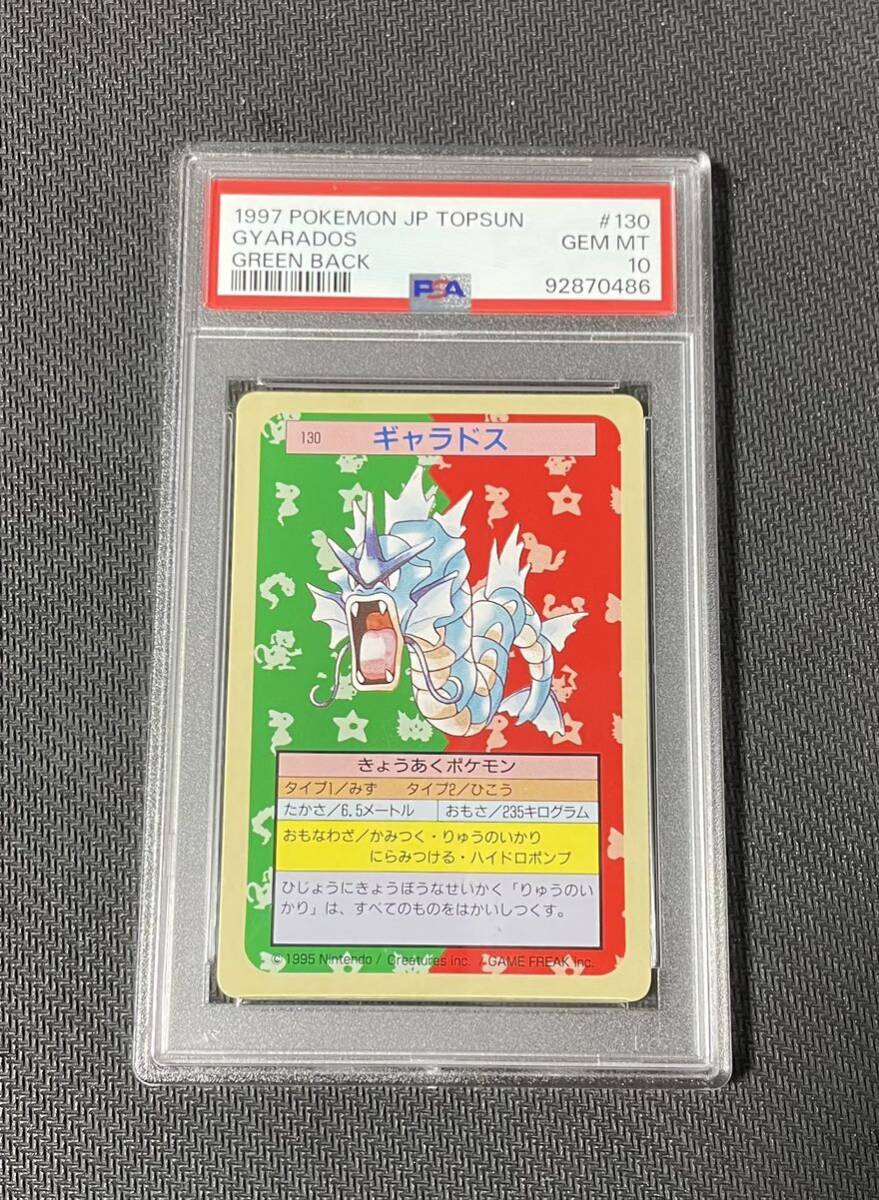 1997 POKEMON JP TOPSUN #130
GYARADOS GEM MT
GREEN BACK 10
PSA 92870486
130 ギャラドス
きょうあくポケモン
タイプ1/みず タイプ2/ひこう
たかさ/6.5メートル おもさ/235キログラム
おもなわざ/かみつく・りゅうのいかり
にらみつける・ハイドロポンプ
ひじょうにきょうぼうなせいかく「りゅうのい
かり」は、すべてのものをはかいしつくす。
© 1995 Nintendo / Creatures inc. / GAME FREAK inc.